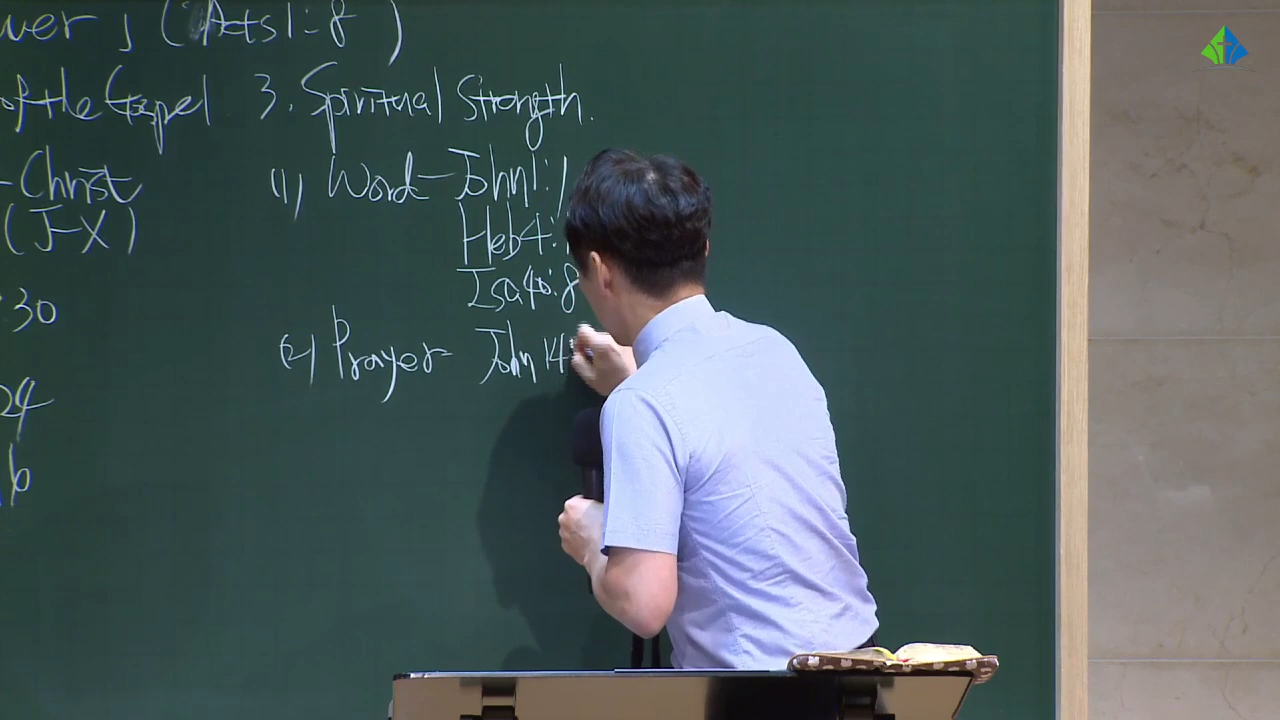 wer 」 (Acts 1:8)
of the Gospel
- Christ
(J-X)
30
24
b
3. Spiritual Strength.
(1) Word - John 1:1
Heb 4:
Isa 40:8
(2) Prayer - John 14: